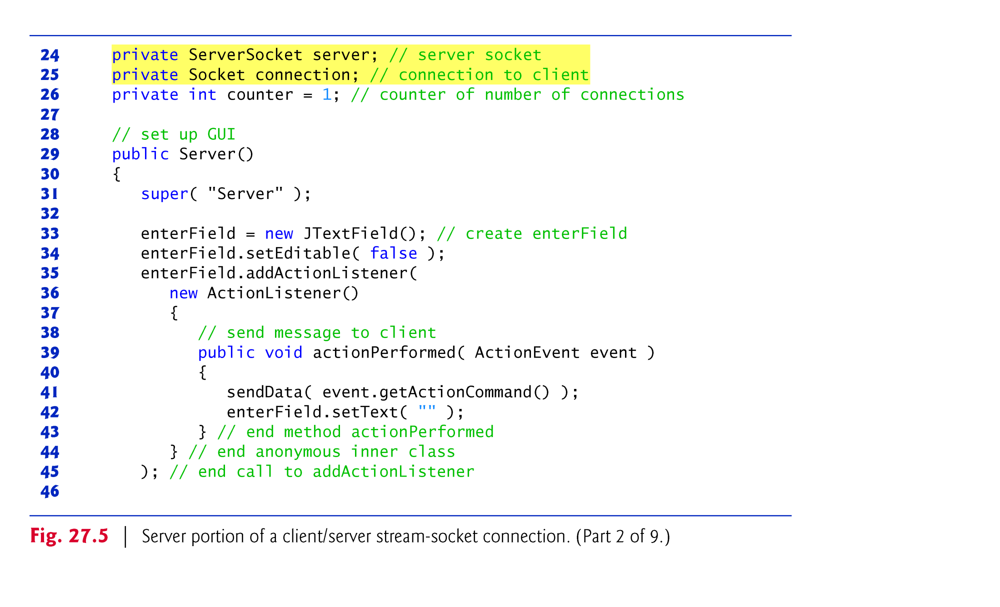 24 private ServerSocket server; // server socket
25 private Socket connection; // connection to client
26 private int counter = 1; // counter of number of connections
27
28 // set up GUI
29 public Server()
30 {
31 super( "Server" );
32
33 enterField = new JTextField(); // create enterField
34 enterField.setEditable( false );
35 enterField.addActionListener(
36 new ActionListener()
37 {
38 // send message to client
39 public void actionPerformed( ActionEvent event )
40 {
41 sendData( event.getActionCommand() );
42 enterField.setText( "" );
43 } // end method actionPerformed
44 } // end anonymous inner class
45 ); // end call to addActionListener
46
Fig. 27.5 | Server portion of a client/server stream-socket connection. (Part 2 of 9.)